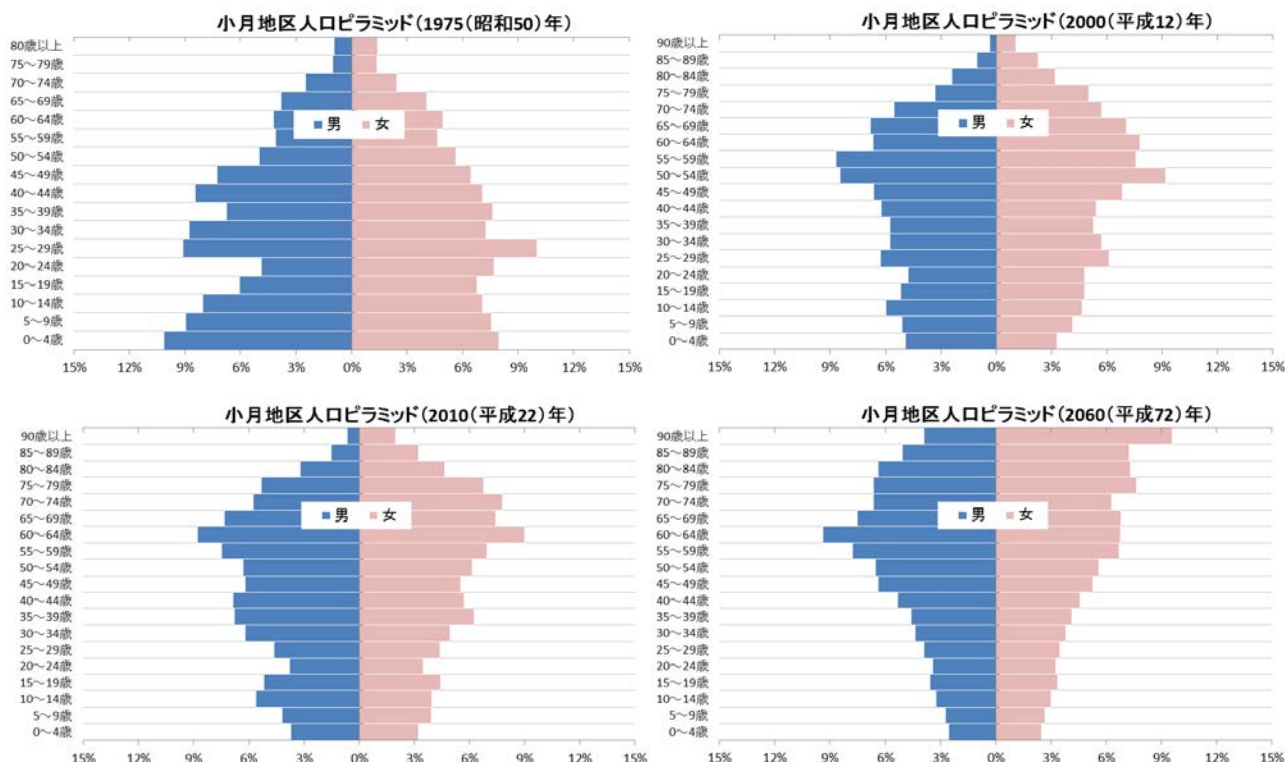 小月地区人口ピラミッド(1975(昭和50)年)
80歳以上
75～79歳
70～74歳
65～69歳
60～64歳
55～59歳
50～54歳
45～49歳
40～44歳
35～39歳
30～34歳
25～29歳
20～24歳
15～19歳
10～14歳
5～9歳
0～4歳
男 女
15% 12% 9% 6% 3% 0% 3% 6% 9% 12% 15%
小月地区人口ピラミッド(2000(平成12)年)
90歳以上
85～89歳
80～84歳
75～79歳
70～74歳
65～69歳
60～64歳
55～59歳
50～54歳
45～49歳
40～44歳
35～39歳
30～34歳
25～29歳
20～24歳
15～19歳
10～14歳
5～9歳
0～4歳
男 女
15% 12% 9% 6% 3% 0% 3% 6% 9% 12% 15%
小月地区人口ピラミッド(2010(平成22)年)
90歳以上
85～89歳
80～84歳
75～79歳
70～74歳
65～69歳
60～64歳
55～59歳
50～54歳
45～49歳
40～44歳
35～39歳
30～34歳
25～29歳
20～24歳
15～19歳
10～14歳
5～9歳
0～4歳
男 女
15% 12% 9% 6% 3% 0% 3% 6% 9% 12% 15%
小月地区人口ピラミッド(2060(平成72)年)
90歳以上
85～89歳
80～84歳
75～79歳
70～74歳
65～69歳
60～64歳
55～59歳
50～54歳
45～49歳
40～44歳
35～39歳
30～34歳
25～29歳
20～24歳
15～19歳
10～14歳
5～9歳
0～4歳
男 女
15% 12% 9% 6% 3% 0% 3% 6% 9% 12% 15%